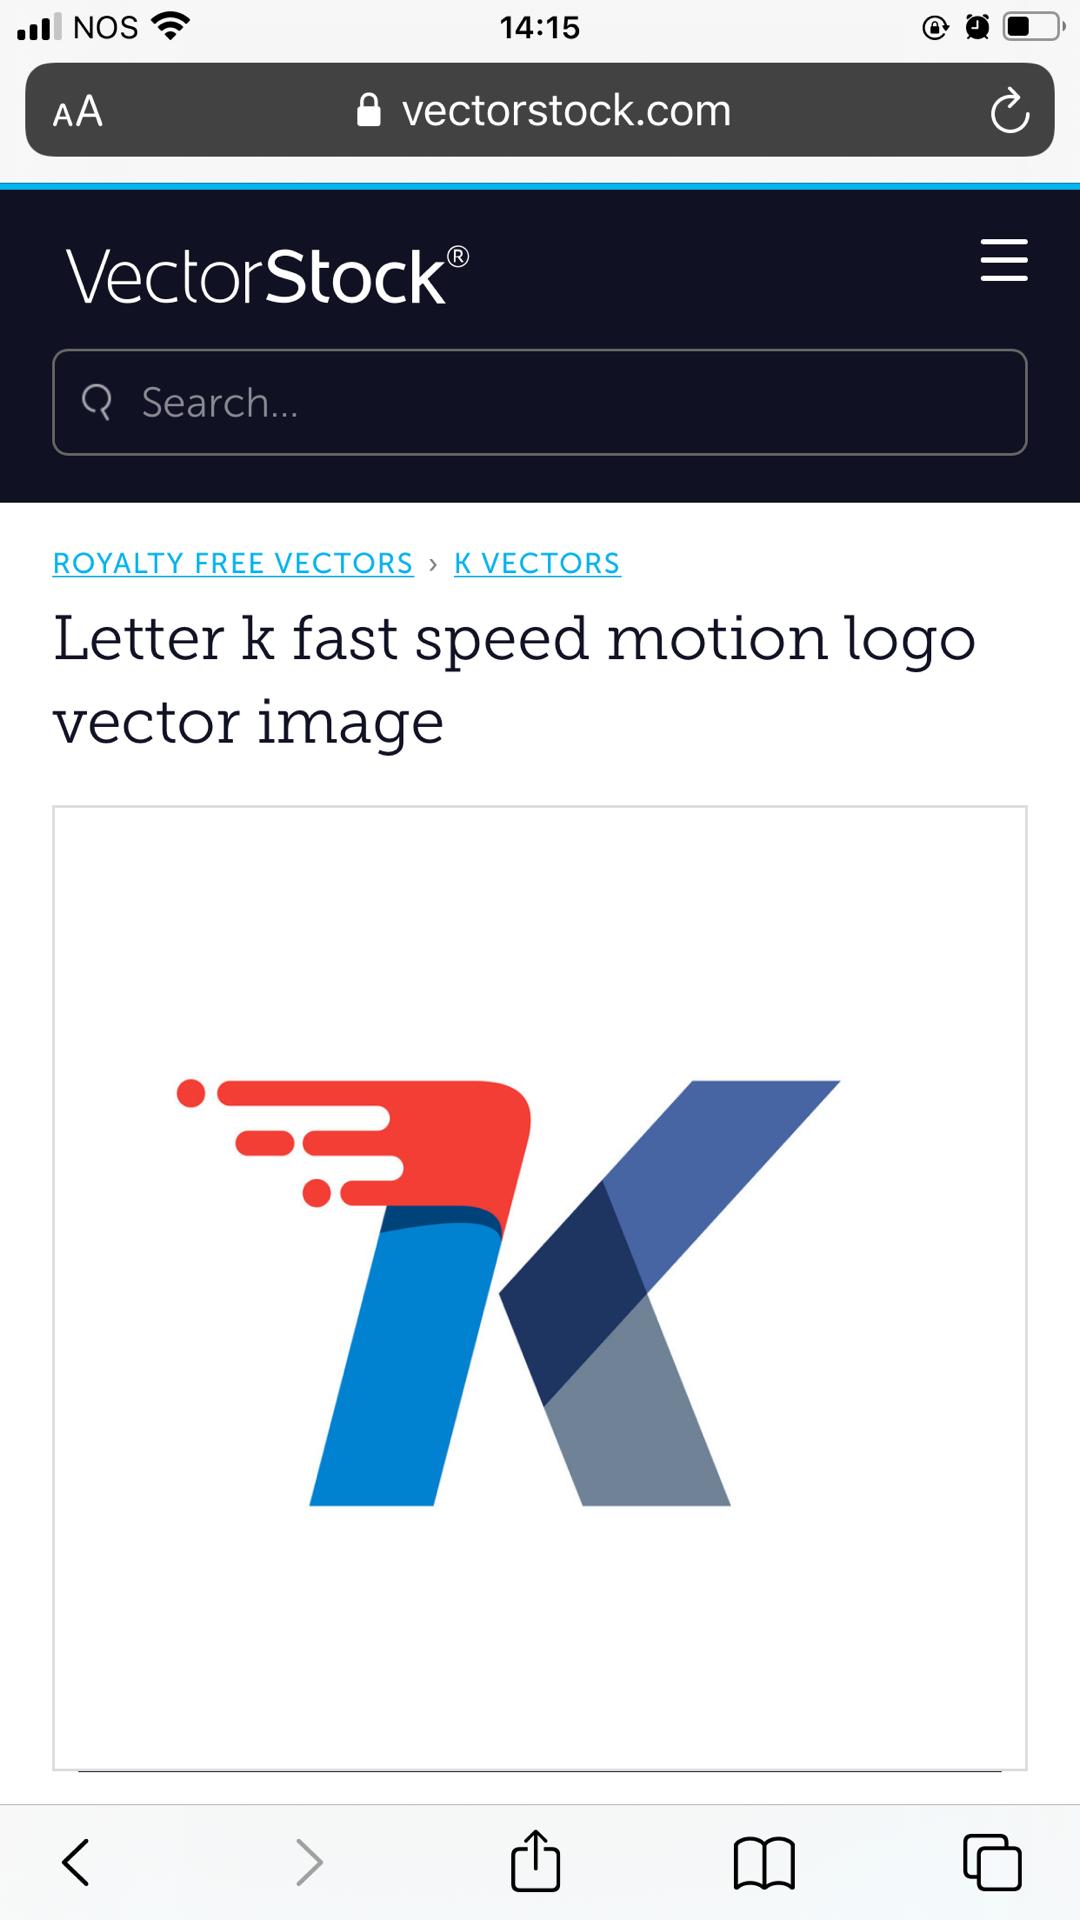 NOS
14:15
AA
vectorstock.com
VectorStock®
Search...
ROYALTY FREE VECTORS › K VECTORS
Letter k fast speed motion logo
vector image
K